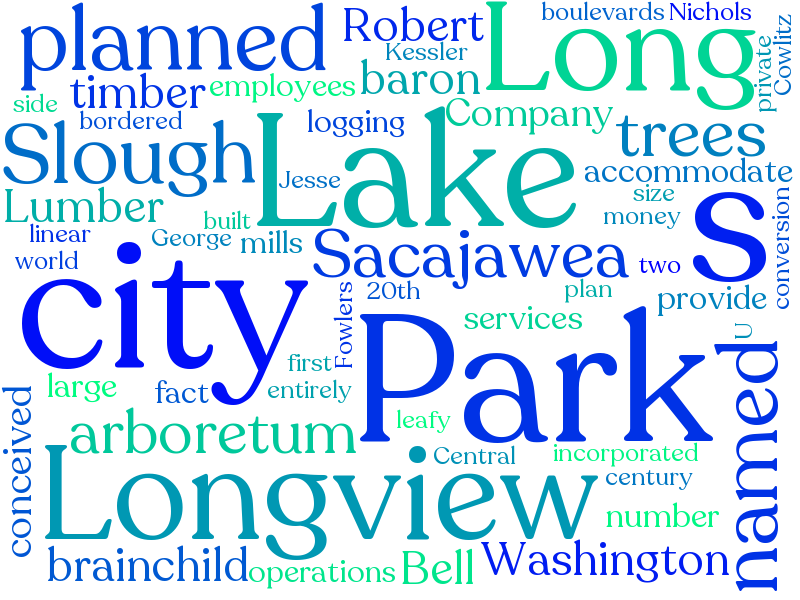 planned
Robert
Long
boulevards
Nichols
Cowlitz
private
Kessler
baron
timber
employees
side
bordered
logging
Company
trees
Slough
Lake
accommodate
Jesse
size
s
Lumber
built
money
conversion
linear
George
mills
Sacajawea
two
world
city
Fowlers
20th
plan
provide
services
U
Park
first
large
fact
entirely
named
conceived
arboretum
leafy
Longview
•
Central
incorporated
century
number
brainchild
operations
Bell
Washington